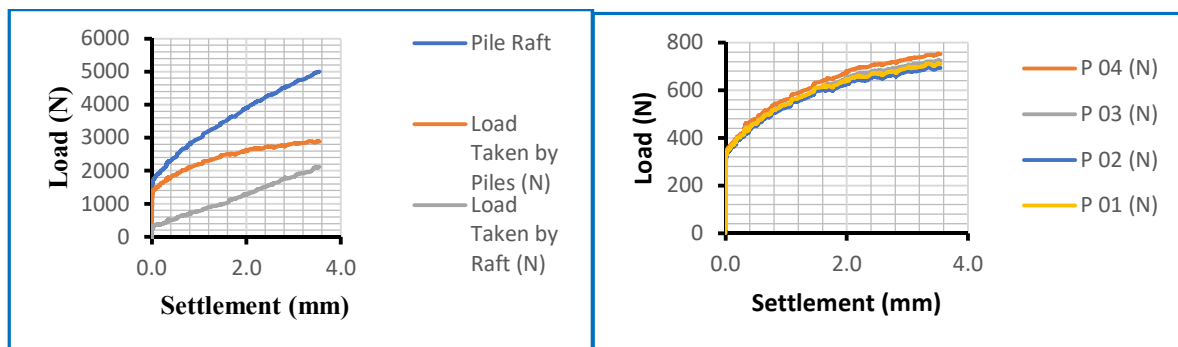 6000
5000
4000
3000
2000
1000
0
Load (N)
0.0
2.0
4.0
Settlement (mm)
Pile Raft
Load
Taken by
Piles (N)
Load
Taken by
Raft (N)
800
600
400
200
0
Load (N)
0.0
2.0
4.0
Settlement (mm)
P 04 (N)
P 03 (N)
P 02 (N)
P 01 (N)